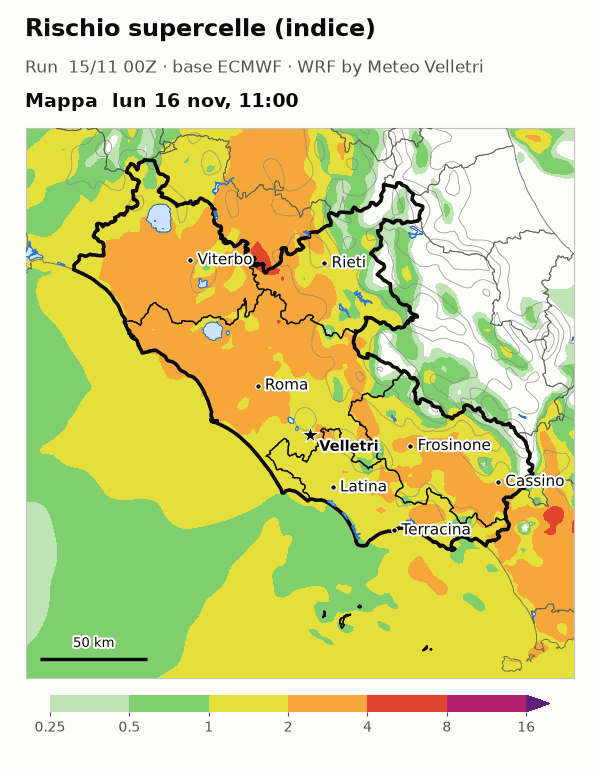 Rischio supercelle (indice)
Run  15/11 00Z · base ECMWF · WRF by Meteo Velletri
Mappa  lun 16 nov, 11:00
Viterbo
Rieti
Roma
Velletri
Frosinone
Latina
Cassino
Terracina
50 km
0.25 0.5 1 2 4 8 16